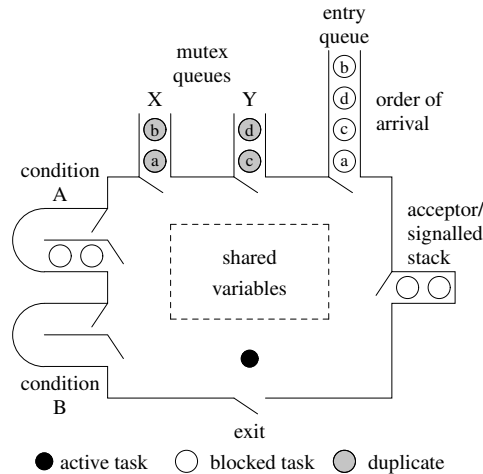 entry
queue
mutex
queues
b
X
Y
d
order of
arrival
b
d
c
condition
A
a
c
a
acceptor/
signalled
stack
shared
variables
condition
B
exit
active task
blocked task
duplicate